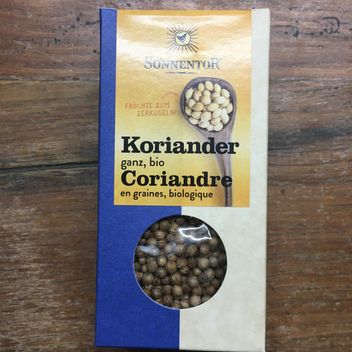 SONNENTOR®
FRÜCHTE ZUM
ZERKUGELN!
Koriander
ganz, bio
Coriandre
en graines, biologique